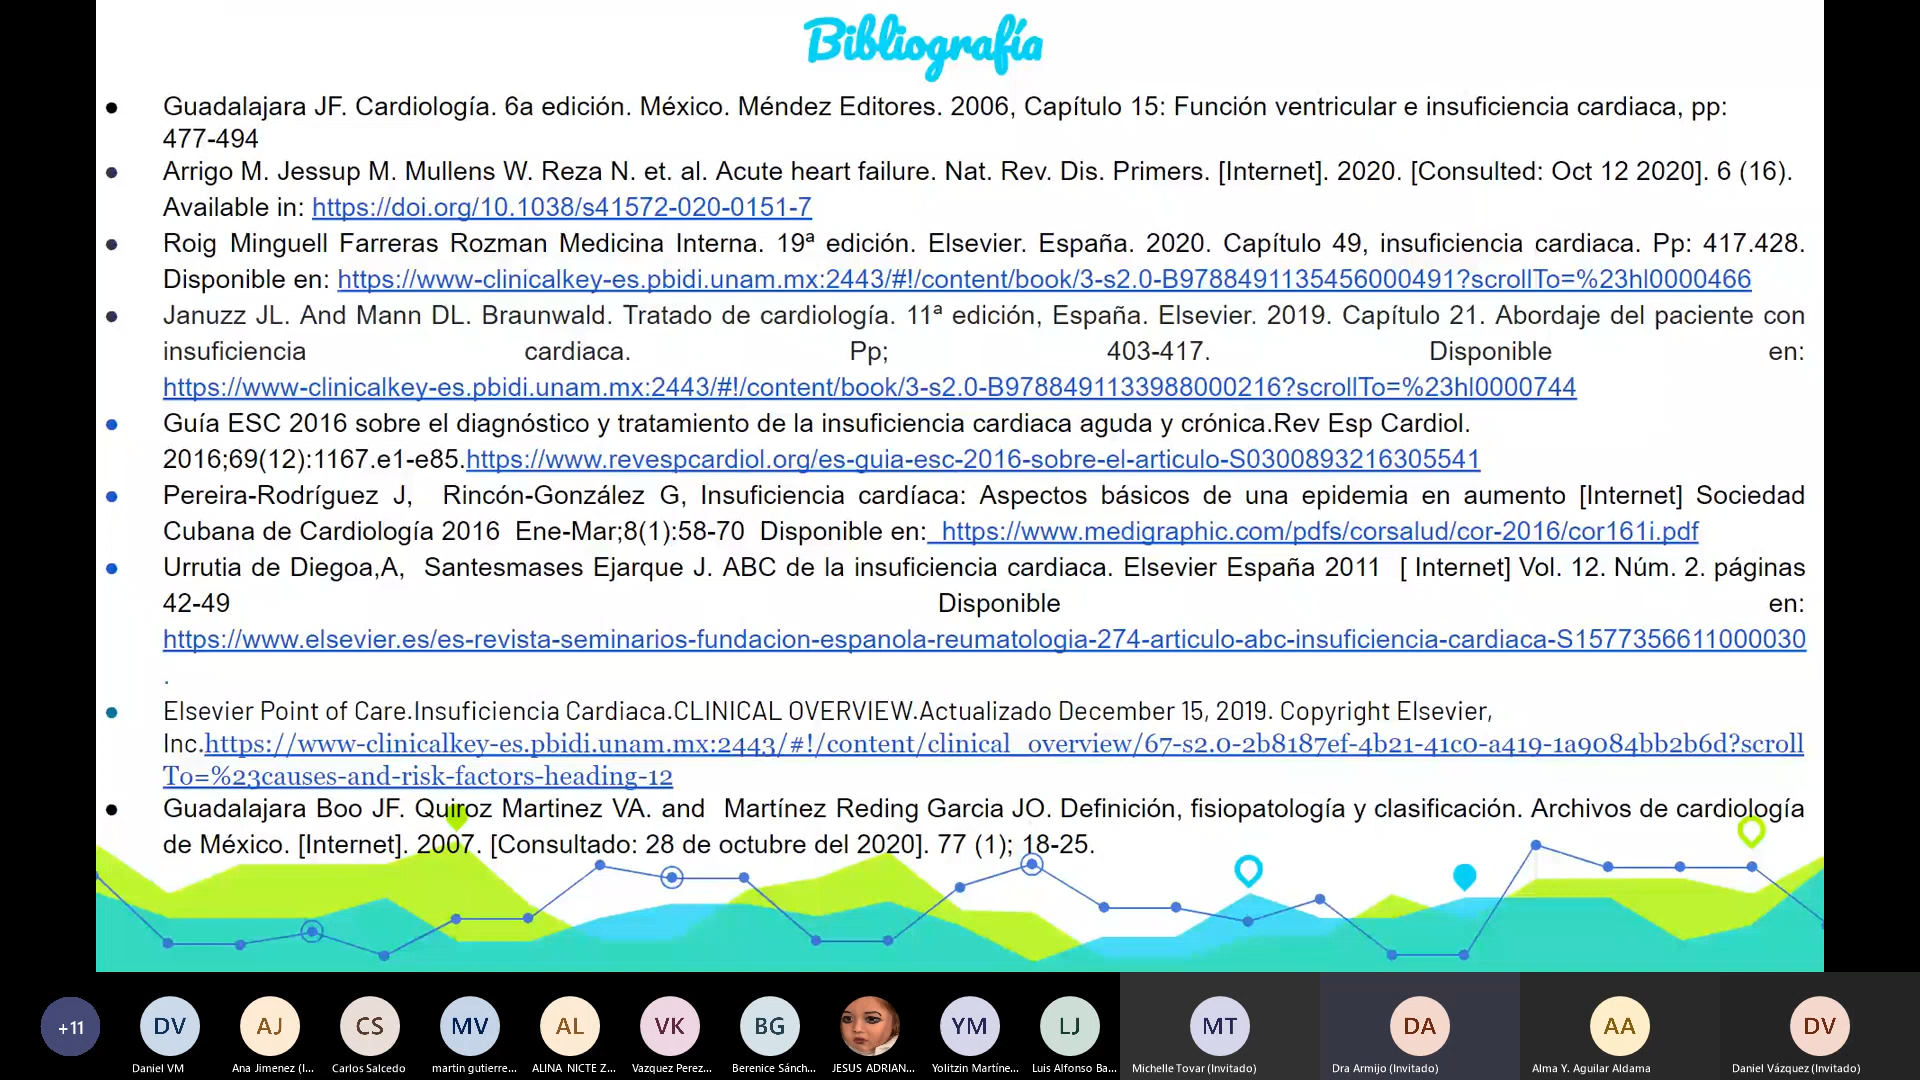 Bibliografía
● Guadalajara JF. Cardiología. 6a edición. México. Méndez Editores. 2006, Capítulo 15: Función ventricular e insuficiencia cardiaca, pp:
477-494
● Arrigo M. Jessup M. Mullens W. Reza N. et. al. Acute heart failure. Nat. Rev. Dis. Primers. [Internet]. 2020. [Consulted: Oct 12 2020]. 6 (16).
Available in: https://doi.org/10.1038/s41572-020-0151-7
● Roig Minguell Farreras Rozman Medicina Interna. 19ª edición. Elsevier. España. 2020. Capítulo 49, insuficiencia cardiaca. Pp: 417.428.
Disponible en: https://www-clinicalkey-es.pbidi.unam.mx:2443/#!/content/book/3-s2.0-B9788491135456000491?scrollTo=%23hl0000466
● Januzz JL. And Mann DL. Braunwald. Tratado de cardiología. 11ª edición, España. Elsevier. 2019. Capítulo 21. Abordaje del paciente con
insuficiencia cardiaca. Pp; 403-417. Disponible en:
https://www-clinicalkey-es.pbidi.unam.mx:2443/#!/content/book/3-s2.0-B9788491133988000216?scrollTo=%23hl0000744
● Guía ESC 2016 sobre el diagnóstico y tratamiento de la insuficiencia cardiaca aguda y crónica.Rev Esp Cardiol.
2016;69(12):1167.e1-e85.https://www.revespcardiol.org/es-guia-esc-2016-sobre-el-articulo-S0300893216305541
● Pereira-Rodríguez J, Rincón-González G, Insuficiencia cardíaca: Aspectos básicos de una epidemia en aumento [Internet] Sociedad
Cubana de Cardiología 2016 Ene-Mar;8(1):58-70 Disponible en: https://www.medigraphic.com/pdfs/corsalud/cor-2016/cor161i.pdf
● Urrutia de Diegoa,A, Santesmases Ejarque J. ABC de la insuficiencia cardiaca. Elsevier España 2011 [ Internet] Vol. 12. Núm. 2. páginas
42-49 Disponible en:
https://www.elsevier.es/es-revista-seminarios-fundacion-espanola-reumatologia-274-articulo-abc-insuficiencia-cardiaca-S1577356611000030
.
● Elsevier Point of Care.Insuficiencia Cardiaca.CLINICAL OVERVIEW.Actualizado December 15, 2019. Copyright Elsevier,
Inc.https://www-clinicalkey-es.pbidi.unam.mx:2443/#!/content/clinical_overview/67-s2.0-2b8187ef-4b21-41c0-a419-1a9084bb2b6d?scroll
To=%23causes-and-risk-factors-heading-12
● Guadalajara Boo JF. Quiroz Martinez VA. and Martínez Reding Garcia JO. Definición, fisiopatología y clasificación. Archivos de cardiología
de México. [Internet]. 2007. [Consultado: 28 de octubre del 2020]. 77 (1); 18-25.
+11 DV AJ CS MV AL VK BG YM LJ MT DA AA DV
Daniel VM Ana Jimenez (I... Carlos Salcedo martin gutierre... ALINA NICTE Z... Vazquez Perez... Berenice Sánch... JESUS ADRIAN... Yolitzin Martíne... Luis Alfonso Ba... Michelle Tovar (Invitado) Dra Armijo (Invitado) Alma Y. Aguilar Aldama Daniel Vázquez (Invitado)